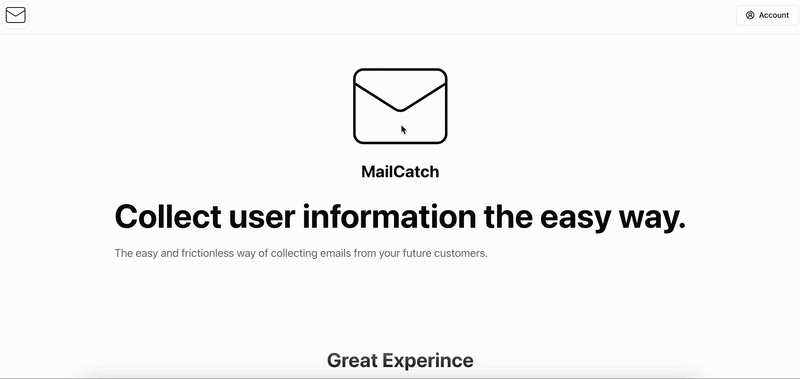 Account
MailCatch
Collect user information the easy way.
The easy and frictionless way of collecting emails from your future customers.
Great Experince